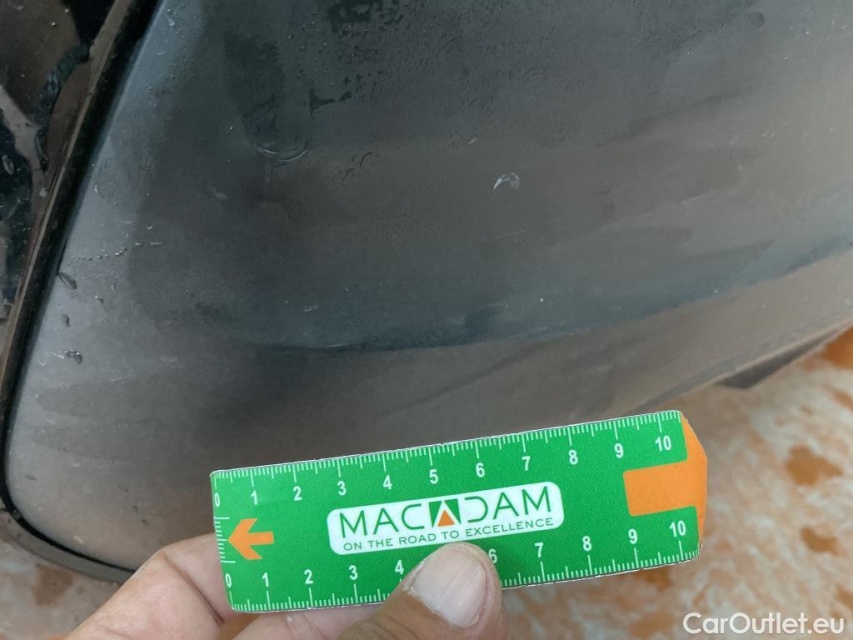 0 1 2 3 4 5 6 7 8 9 10
MACADAM
ON THE ROAD TO EXCELLENCE
0 1 2 3 4 6 7 8 9 10
CarOutlet.eu